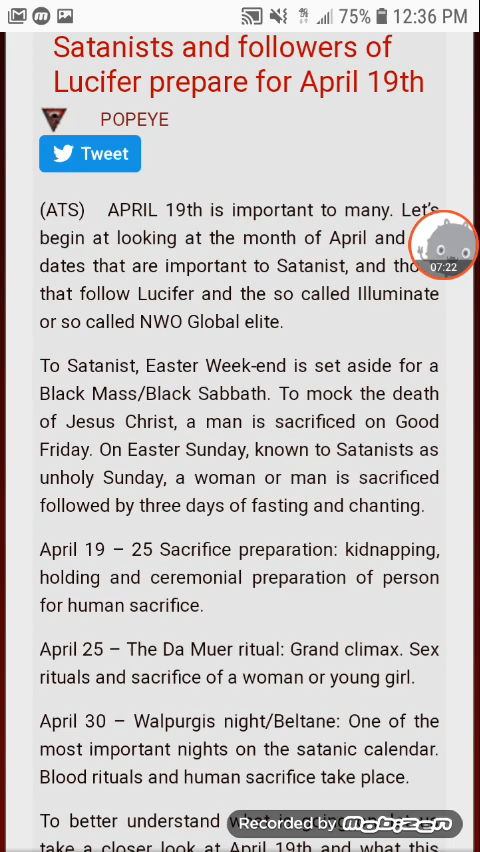 75% 12:36 PM
Satanists and followers of
Lucifer prepare for April 19th
POPEYE
Tweet
(ATS) APRIL 19th is important to many. Let's
begin at looking at the month of April and
dates that are important to Satanist, and
that follow Lucifer and the so called Illuminate
or so called NWO Global elite.
07:22
To Satanist, Easter Week-end is set aside for a
Black Mass/Black Sabbath. To mock the death
of Jesus Christ, a man is sacrificed on Good
Friday. On Easter Sunday, known to Satanists as
unholy Sunday, a woman or man is sacrificed
followed by three days of fasting and chanting.
April 19 – 25 Sacrifice preparation: kidnapping,
holding and ceremonial preparation of person
for human sacrifice.
April 25 – The Da Muer ritual: Grand climax. Sex
rituals and sacrifice of a woman or young girl.
April 30 – Walpurgis night/Beltane: One of the
most important nights on the satanic calendar.
Blood rituals and human sacrifice take place.
To better understand
Recorded by MOBIZEN
take a closer look at April 19th and what this